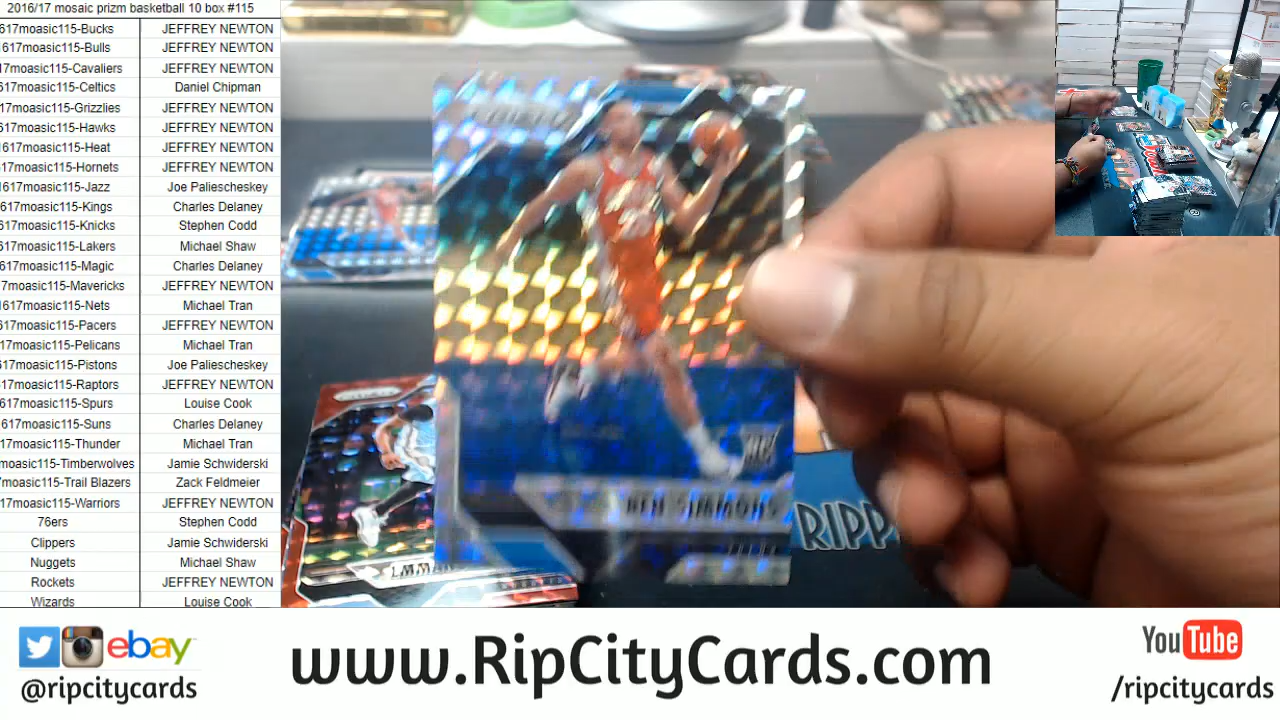 2016/17 mosaic prizm basketball 10 box #115
617moasic115-Bucks JEFFREY NEWTON
1617moasic115-Bulls JEFFREY NEWTON
17moasic115-Cavaliers JEFFREY NEWTON
617moasic115-Celtics Daniel Chipman
17moasic115-Grizzlies JEFFREY NEWTON
617moasic115-Hawks JEFFREY NEWTON
1617moasic115-Heat JEFFREY NEWTON
617moasic115-Hornets JEFFREY NEWTON
1617moasic115-Jazz Joe Paliescheskey
617moasic115-Kings Charles Delaney
617moasic115-Knicks Stephen Codd
617moasic115-Lakers Michael Shaw
617moasic115-Magic Charles Delaney
7moasic115-Mavericks JEFFREY NEWTON
1617moasic115-Nets Michael Tran
617moasic115-Pacers JEFFREY NEWTON
17moasic115-Pelicans Michael Tran
617moasic115-Pistons Joe Paliescheskey
617moasic115-Raptors JEFFREY NEWTON
617moasic115-Spurs Louise Cook
617moasic115-Suns Charles Delaney
17moasic115-Thunder Michael Tran
moasic115-Timberwolves Jamie Schwiderski
moasic115-Trail Blazers Zack Feldmeier
17moasic115-Warriors JEFFREY NEWTON
76ers Stephen Codd
Clippers Jamie Schwiderski
Nuggets Michael Shaw
Rockets JEFFREY NEWTON
Wizards Louise Cook
BEN SIMMONS
RIPP
ebay
@ripcitycards
www.RipCityCards.com
YouTube
/ripcitycards